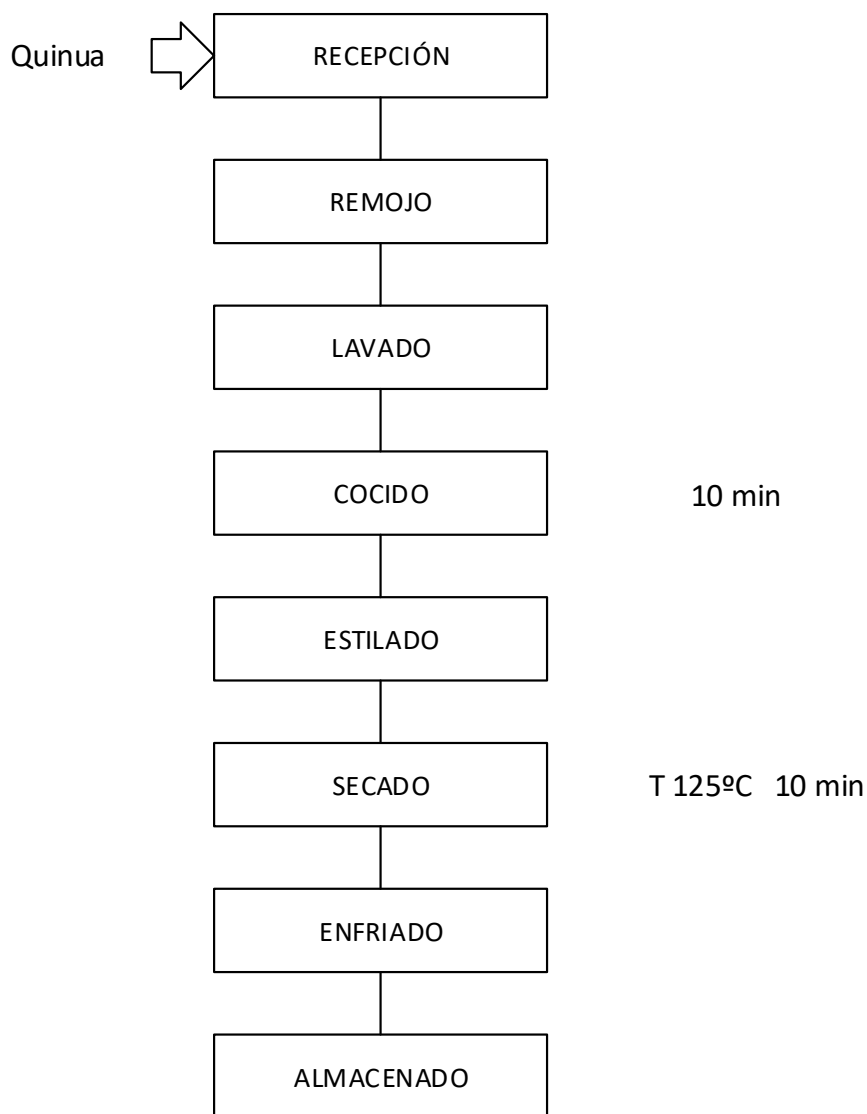 Quinua
RECEPCIÓN
REMOJO
LAVADO
COCIDO
10 min
ESTILADO
SECADO
T 125ºC 10 min
ENFRIADO
ALMACENADO